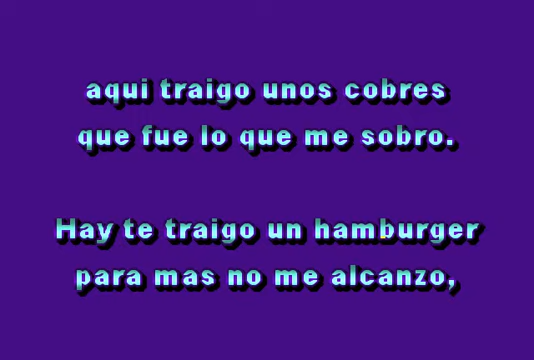 aqui traigo unos cobres
que fue lo que me sobro.
Hay te traigo un hamburger
para mas no me alcanzo,